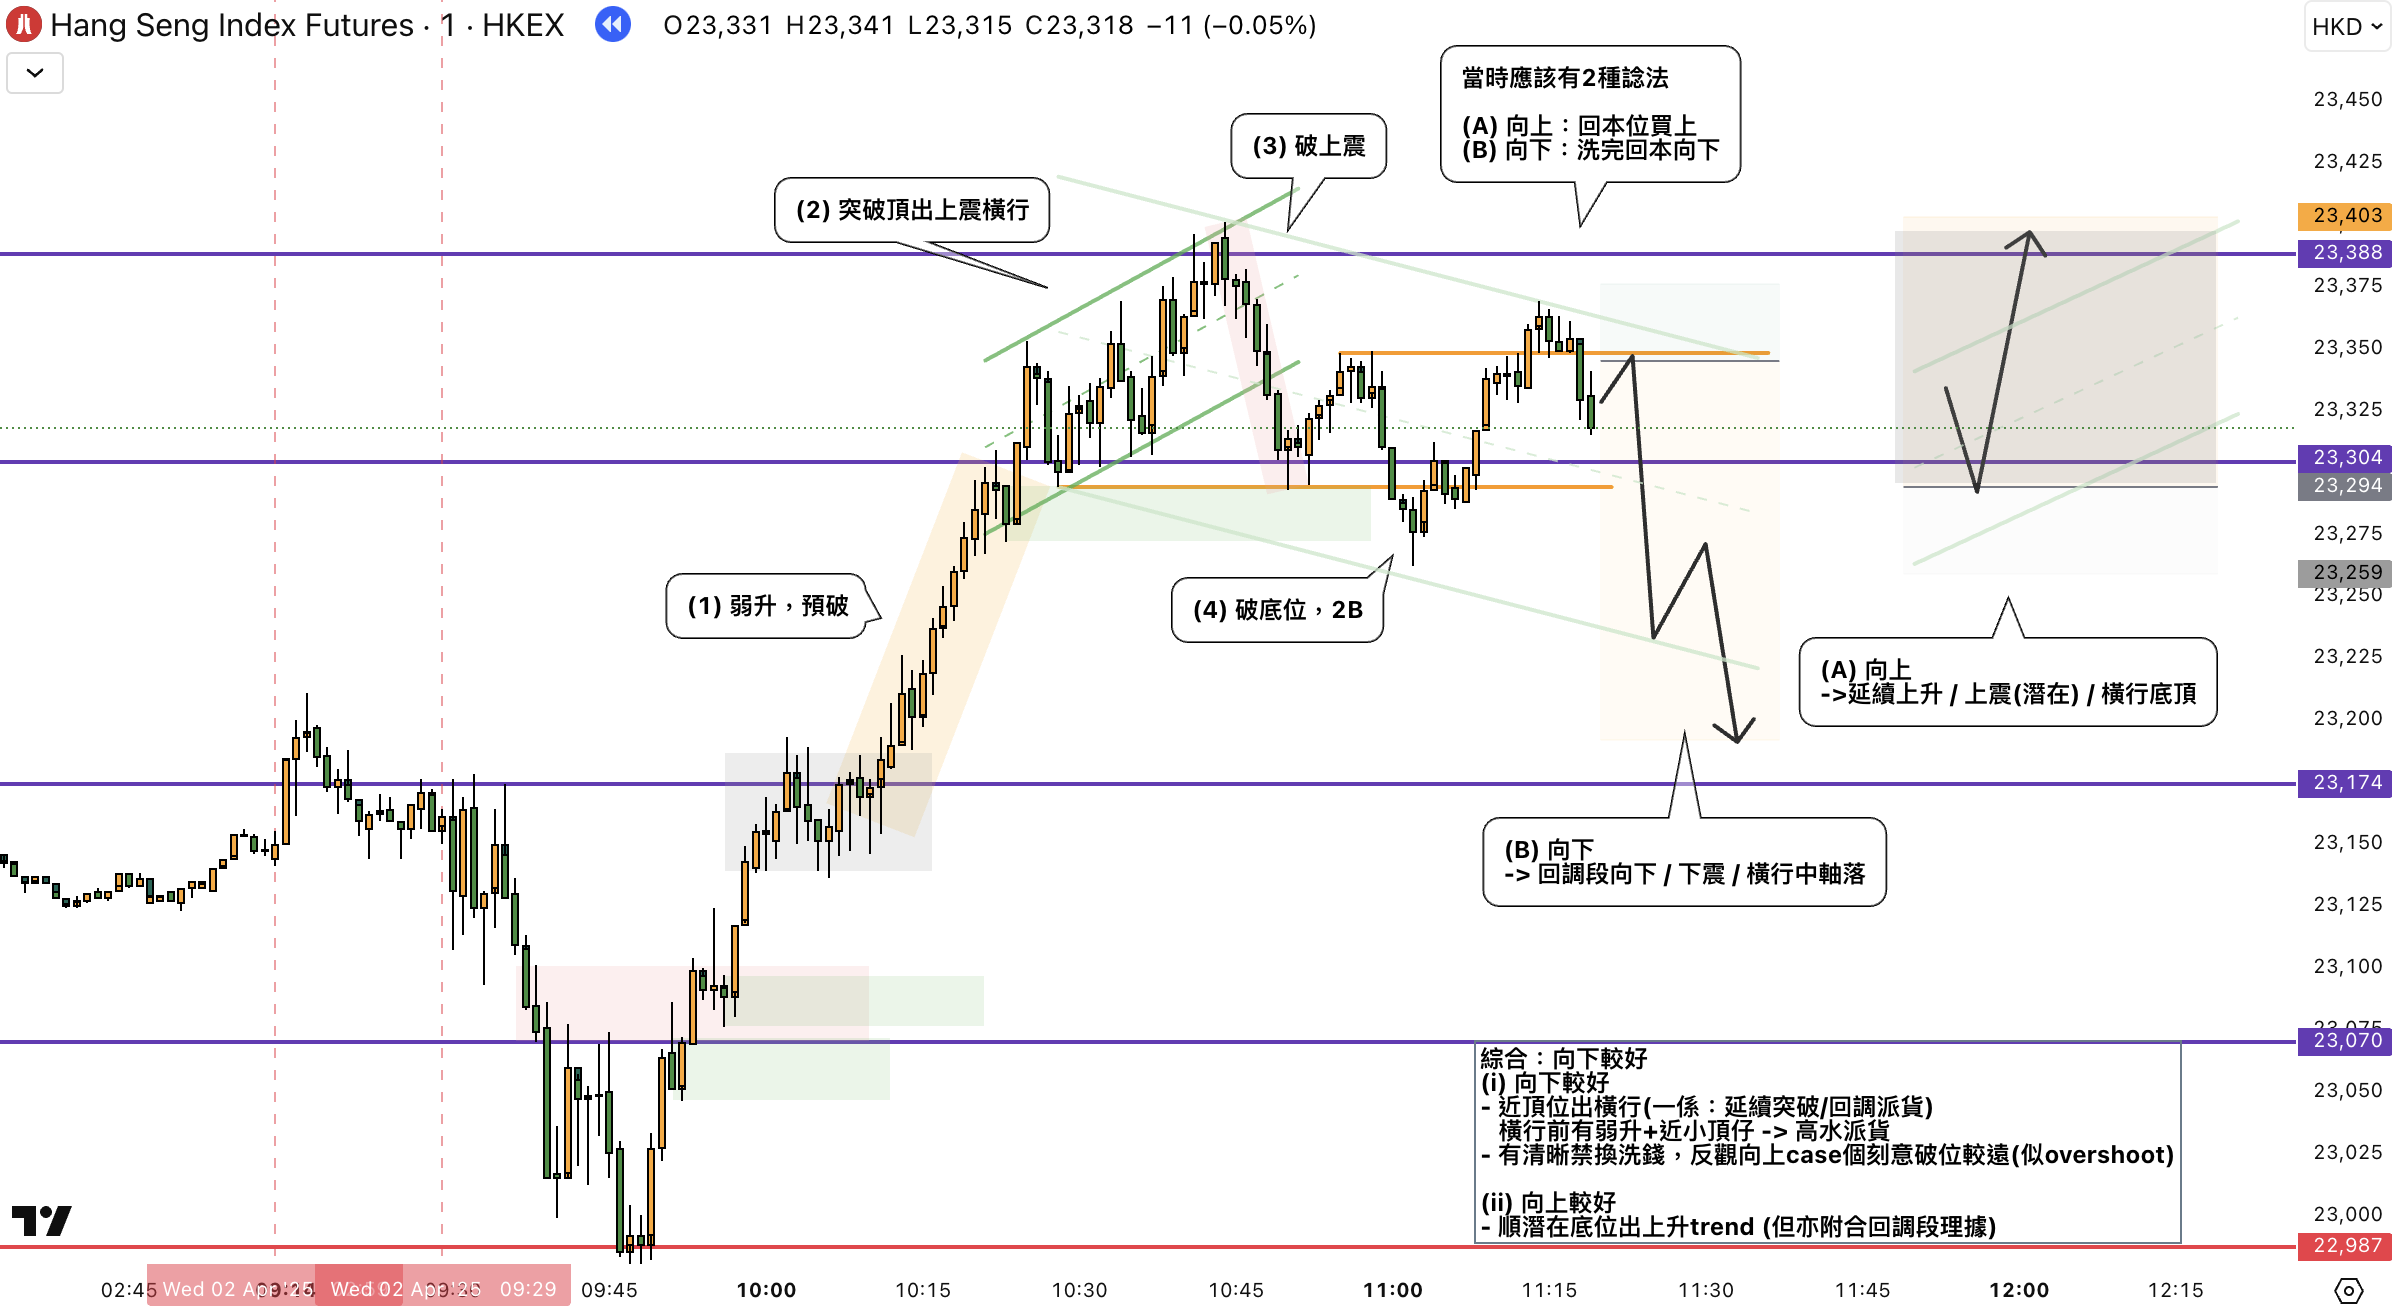 Hang Seng Index Futures · 1 · HKEX
O23,331 H23,341 L23,315 C23,318 −11 (−0.05%)
HKD
當時應該有2種諗法
(A) 向上：回本位買上
(B) 向下：洗完回本向下
(3) 破上震
(2) 突破頂出上震橫行
(1) 弱升，預破
(4) 破底位，2B
(A) 向上
->延續上升 / 上震(潛在) / 橫行底頂
(B) 向下
-> 回調段向下 / 下震 / 橫行中軸落
綜合：向下較好
(i) 向下較好
- 近頂位出橫行(一係：延續突破/回調派貨)
橫行前有弱升+近小頂仔 -> 高水派貨
- 有清晰禁換洗錢，反觀向上case個刻意破位較遠(似overshoot)
(ii) 向上較好
- 順潛在底位出上升trend (但亦附合回調段理據)
23,450
23,425
23,403
23,388
23,375
23,350
23,325
23,304
23,294
23,275
23,259
23,250
23,225
23,200
23,174
23,150
23,125
23,100
23,075
23,070
23,050
23,025
23,000
22,987
02:45
Wed 02 Apr '25
Wed 02 Apr '25 09:29
09:45
10:00
10:15
10:30
10:45
11:00
11:15
11:30
11:45
12:00
12:15